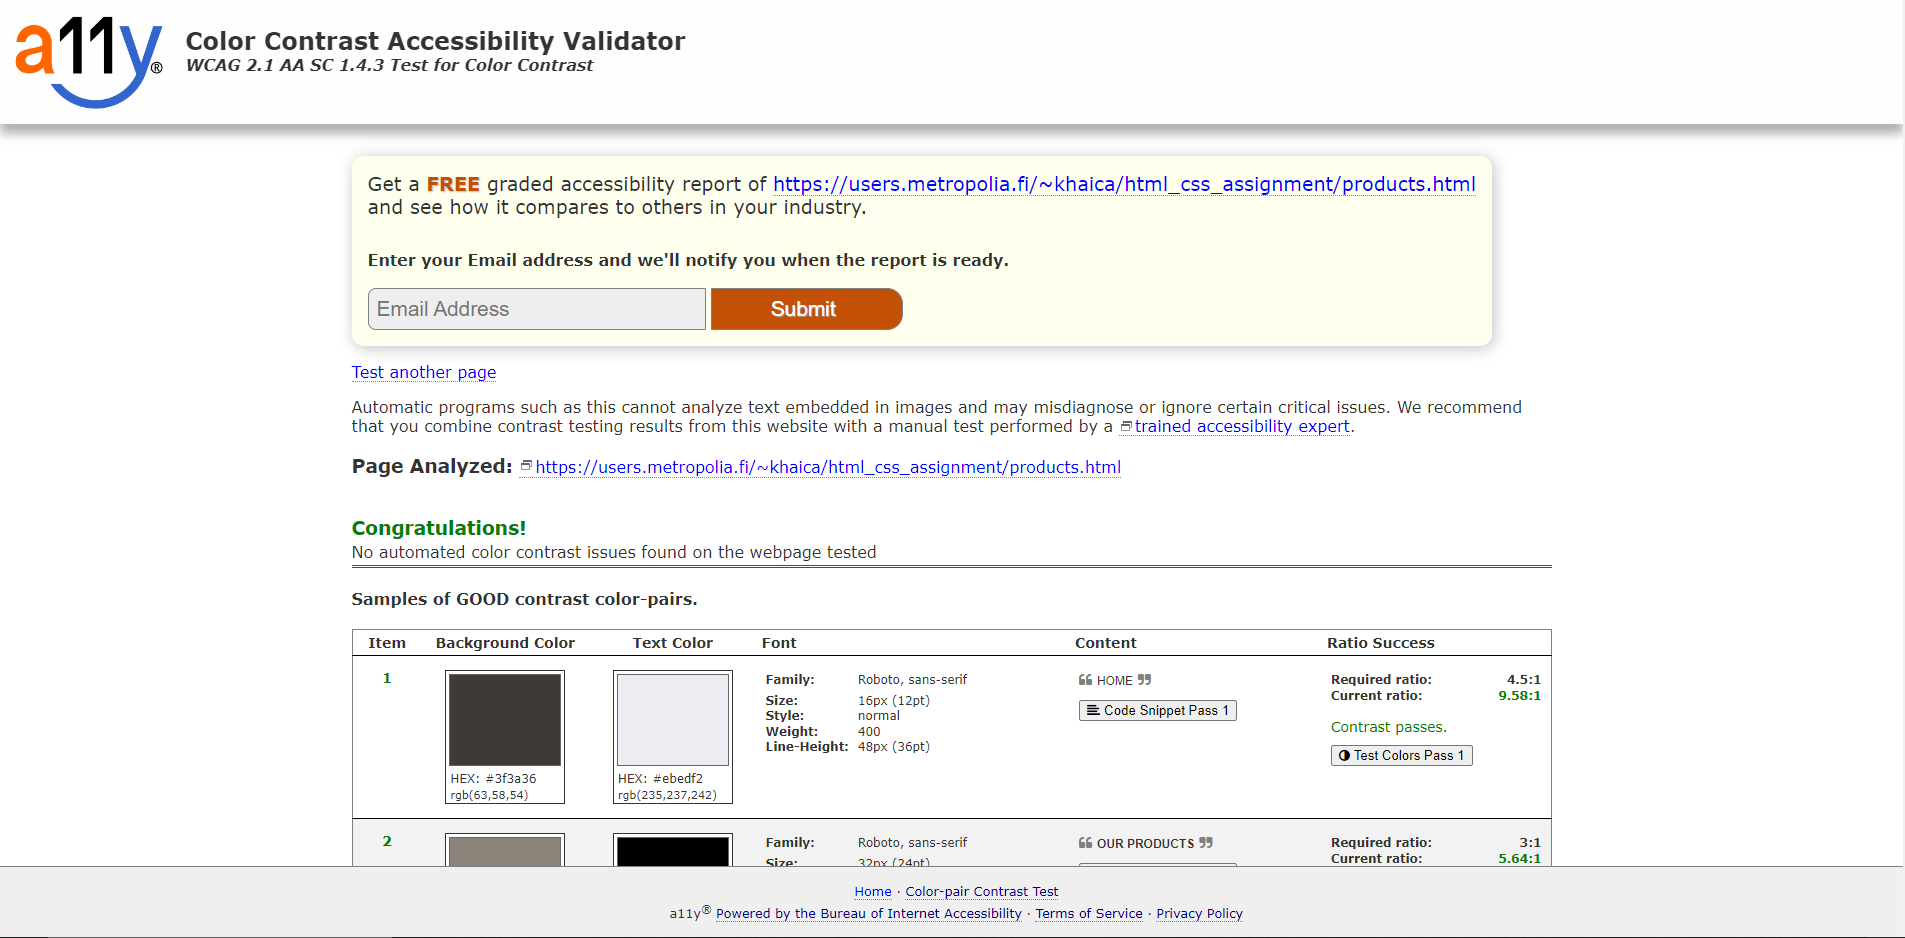 a11y®
Color Contrast Accessibility Validator
WCAG 2.1 AA SC 1.4.3 Test for Color Contrast
Get a FREE graded accessibility report of https://users.metropolia.fi/~khaica/html_css_assignment/products.html
and see how it compares to others in your industry.
Enter your Email address and we'll notify you when the report is ready.
Email Address
Submit
Test another page
Automatic programs such as this cannot analyze text embedded in images and may misdiagnose or ignore certain critical issues. We recommend
that you combine contrast testing results from this website with a manual test performed by a trained accessibility expert.
Page Analyzed: https://users.metropolia.fi/~khaica/html_css_assignment/products.html
Congratulations!
No automated color contrast issues found on the webpage tested
Samples of GOOD contrast color-pairs.
Item Background Color Text Color Font Content Ratio Success
1
HEX: #3f3a36
rgb(63,58,54)
HEX: #ebedf2
rgb(235,237,242)
Family: Roboto, sans-serif
Size: 16px (12pt)
Style: normal
Weight: 400
Line-Height: 48px (36pt)
❝ HOME ❞
Code Snippet Pass 1
Required ratio: 4.5:1
Current ratio: 9.58:1
Contrast passes.
Test Colors Pass 1
2
Family: Roboto, sans-serif
Size: 32px (24pt)
❝ OUR PRODUCTS ❞
Required ratio: 3:1
Current ratio: 5.64:1
Home · Color-pair Contrast Test
a11y® Powered by the Bureau of Internet Accessibility · Terms of Service · Privacy Policy